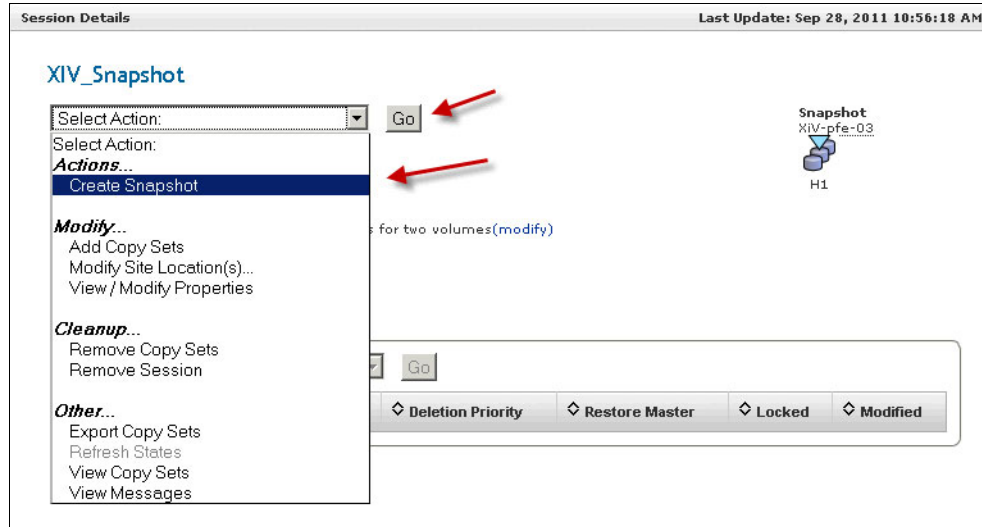 Session Details
Last Update: Sep 28, 2011 10:56:18 AM
XIV_Snapshot
Select Action:
Go
Snapshot
XIV-pfe-03
H1
Select Action:
Actions...
Create Snapshot
s for two volumes(modify)
Modify...
Add Copy Sets
Modify Site Location(s)...
View / Modify Properties
Cleanup...
Remove Copy Sets
Remove Session
Go
Other...
Export Copy Sets
Refresh States
View Copy Sets
View Messages
Deletion Priority
Restore Master
Locked
Modified